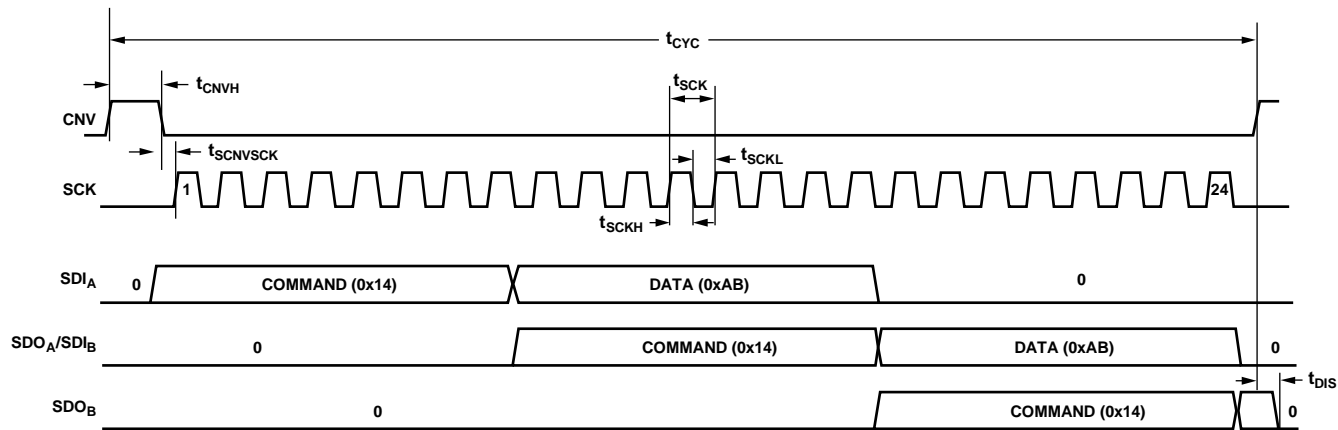 tCYC
tCNVH
tSCK
CNV
tSCNVSCK
tSCKL
SCK
1
24
tSCKH
SDIA
0
COMMAND (0x14)
DATA (0xAB)
0
SDOA/SDIB
0
COMMAND (0x14)
DATA (0xAB)
0
tDIS
SDOB
0
COMMAND (0x14)
0